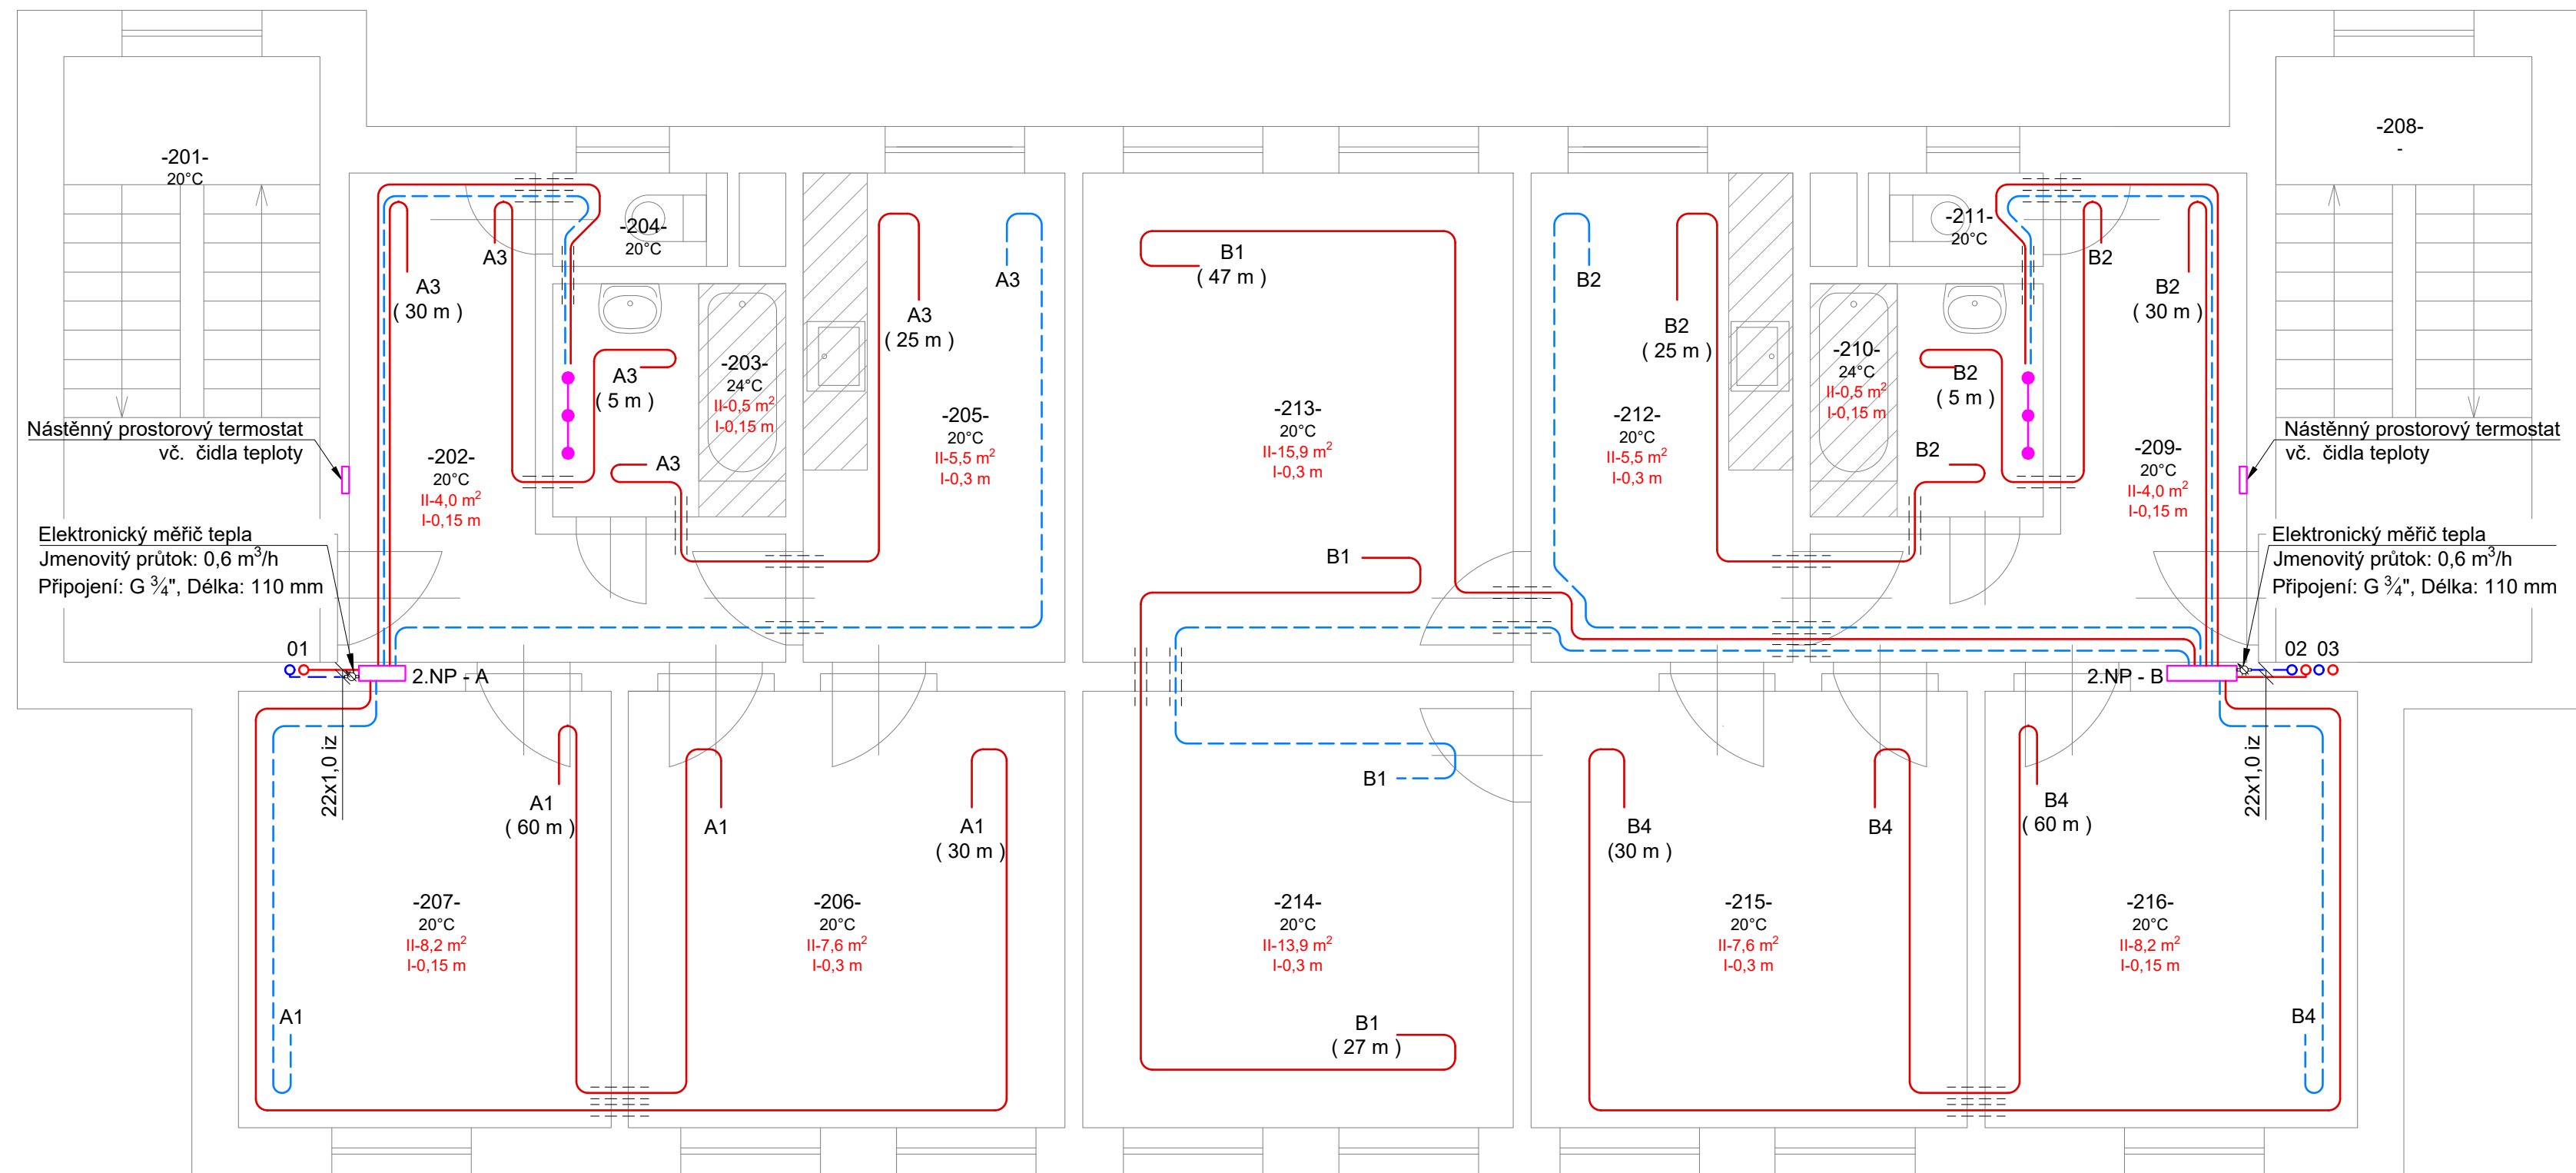 -201-
20°C
-208-
-
-204-
20°C
-211-
20°C
A3
A3
( 30 m )
A3
( 25 m )
A3
B1
( 47 m )
B2
B2
( 25 m )
B2
B2
( 30 m )
A3
( 5 m )
-203-
24°C
II-0,5 m²
I-0,15 m
-210-
24°C
II-0,5 m²
I-0,15 m
B2
( 5 m )
-205-
20°C
II-5,5 m²
I-0,3 m
-213-
20°C
II-15,9 m²
I-0,3 m
-212-
20°C
II-5,5 m²
I-0,3 m
Nástěnný prostorový termostat
vč. čidla teploty
-202-
20°C
II-4,0 m²
I-0,15 m
A3
B2
-209-
20°C
II-4,0 m²
I-0,15 m
Nástěnný prostorový termostat
vč. čidla teploty
Elektronický měřič tepla
Jmenovitý průtok: 0,6 m³/h
Připojení: G ¾", Délka: 110 mm
B1
Elektronický měřič tepla
Jmenovitý průtok: 0,6 m³/h
Připojení: G ¾", Délka: 110 mm
01
2.NP - A
2.NP - B
02 03
22x1,0 iz
22x1,0 iz
B1
A1
( 60 m )
A1
A1
( 30 m )
B4
(30 m )
B4
B4
( 60 m )
-207-
20°C
II-8,2 m²
I-0,15 m
-206-
20°C
II-7,6 m²
I-0,3 m
-214-
20°C
II-13,9 m²
I-0,3 m
-215-
20°C
II-7,6 m²
I-0,3 m
-216-
20°C
II-8,2 m²
I-0,15 m
A1
B1
( 27 m )
B4